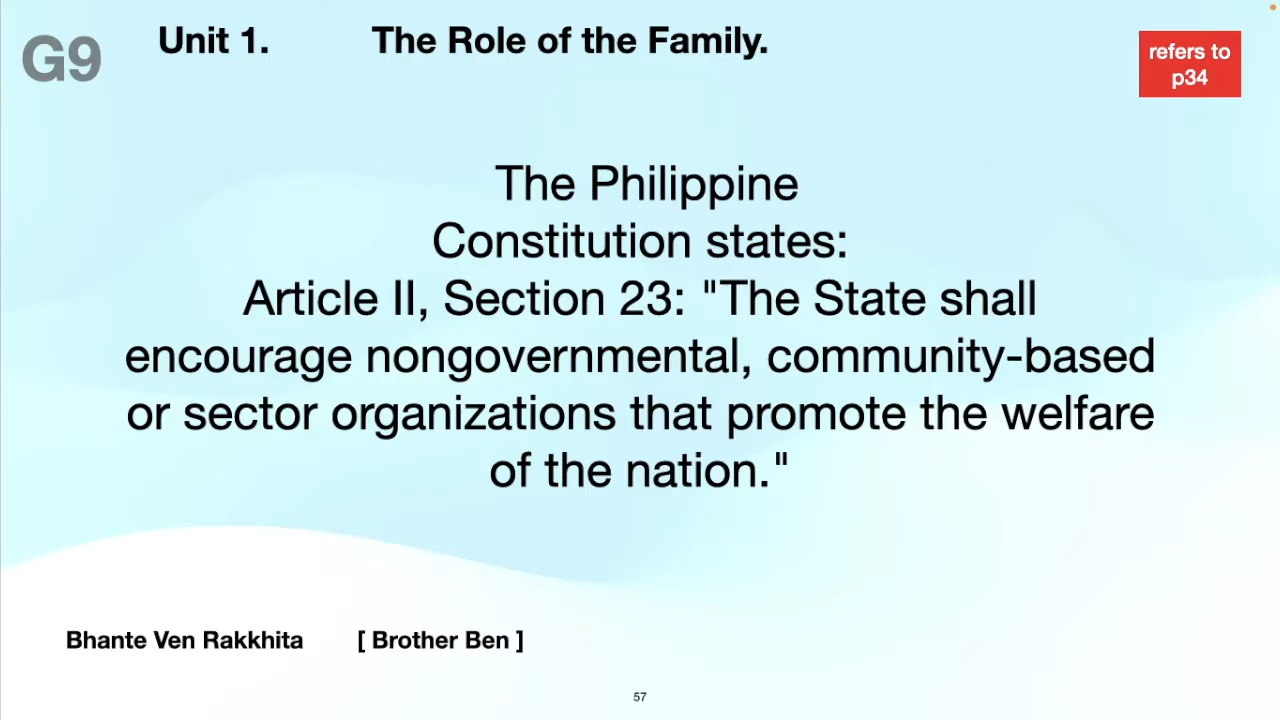 G9
Unit 1. The Role of the Family.
refers to
p34
The Philippine
Constitution states:
Article II, Section 23: "The State shall
encourage nongovernmental, community-based
or sector organizations that promote the welfare
of the nation."
Bhante Ven Rakkhita [ Brother Ben ]
57